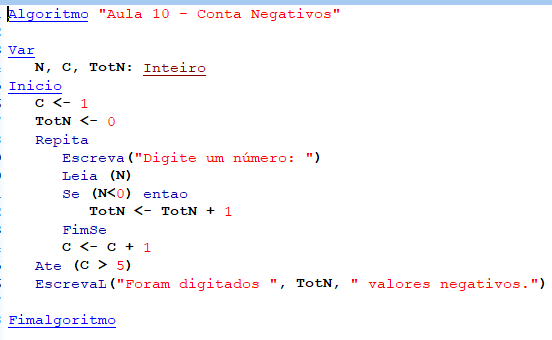 Algoritmo "Aula 10 - Conta Negativos"
Var
N, C, TotN: Inteiro
Inicio
C <- 1
TotN <- 0
Repita
Escreva("Digite um número: ")
Leia (N)
Se (N<0) entao
TotN <- TotN + 1
FimSe
C <- C + 1
Ate (C > 5)
EscrevaL("Foram digitados ", TotN, " valores negativos.")
Fimalgoritmo